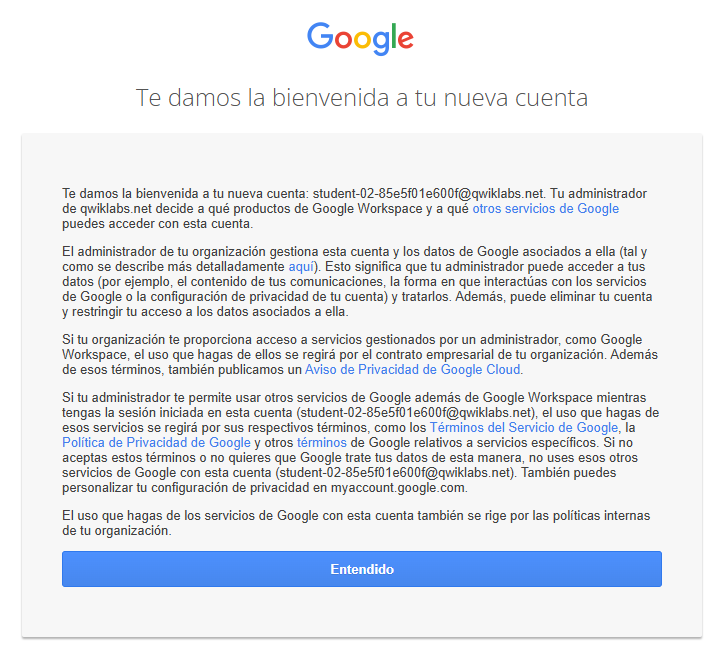 Google
Te damos la bienvenida a tu nueva cuenta
Te damos la bienvenida a tu nueva cuenta: student-02-85e5f01e600f@qwiklabs.net. Tu administrador
de qwiklabs.net decide a qué productos de Google Workspace y a qué otros servicios de Google
puedes acceder con esta cuenta.
El administrador de tu organización gestiona esta cuenta y los datos de Google asociados a ella (tal y
como se describe más detalladamente aquí). Esto significa que tu administrador puede acceder a tus
datos (por ejemplo, el contenido de tus comunicaciones, la forma en que interactúas con los servicios
de Google o la configuración de privacidad de tu cuenta) y tratarlos. Además, puede eliminar tu cuenta
y restringir tu acceso a los datos asociados a ella.
Si tu organización te proporciona acceso a servicios gestionados por un administrador, como Google
Workspace, el uso que hagas de ellos se regirá por el contrato empresarial de tu organización. Además
de esos términos, también publicamos un Aviso de Privacidad de Google Cloud.
Si tu administrador te permite usar otros servicios de Google además de Google Workspace mientras
tengas la sesión iniciada en esta cuenta (student-02-85e5f01e600f@qwiklabs.net), el uso que hagas de
esos servicios se regirá por sus respectivos términos, como los Términos del Servicio de Google, la
Política de Privacidad de Google y otros términos de Google relativos a servicios específicos. Si no
aceptas estos términos o no quieres que Google trate tus datos de esta manera, no uses esos otros
servicios de Google con esta cuenta (student-02-85e5f01e600f@qwiklabs.net). También puedes
personalizar tu configuración de privacidad en myaccount.google.com.
El uso que hagas de los servicios de Google con esta cuenta también se rige por las políticas internas
de tu organización.
Entendido